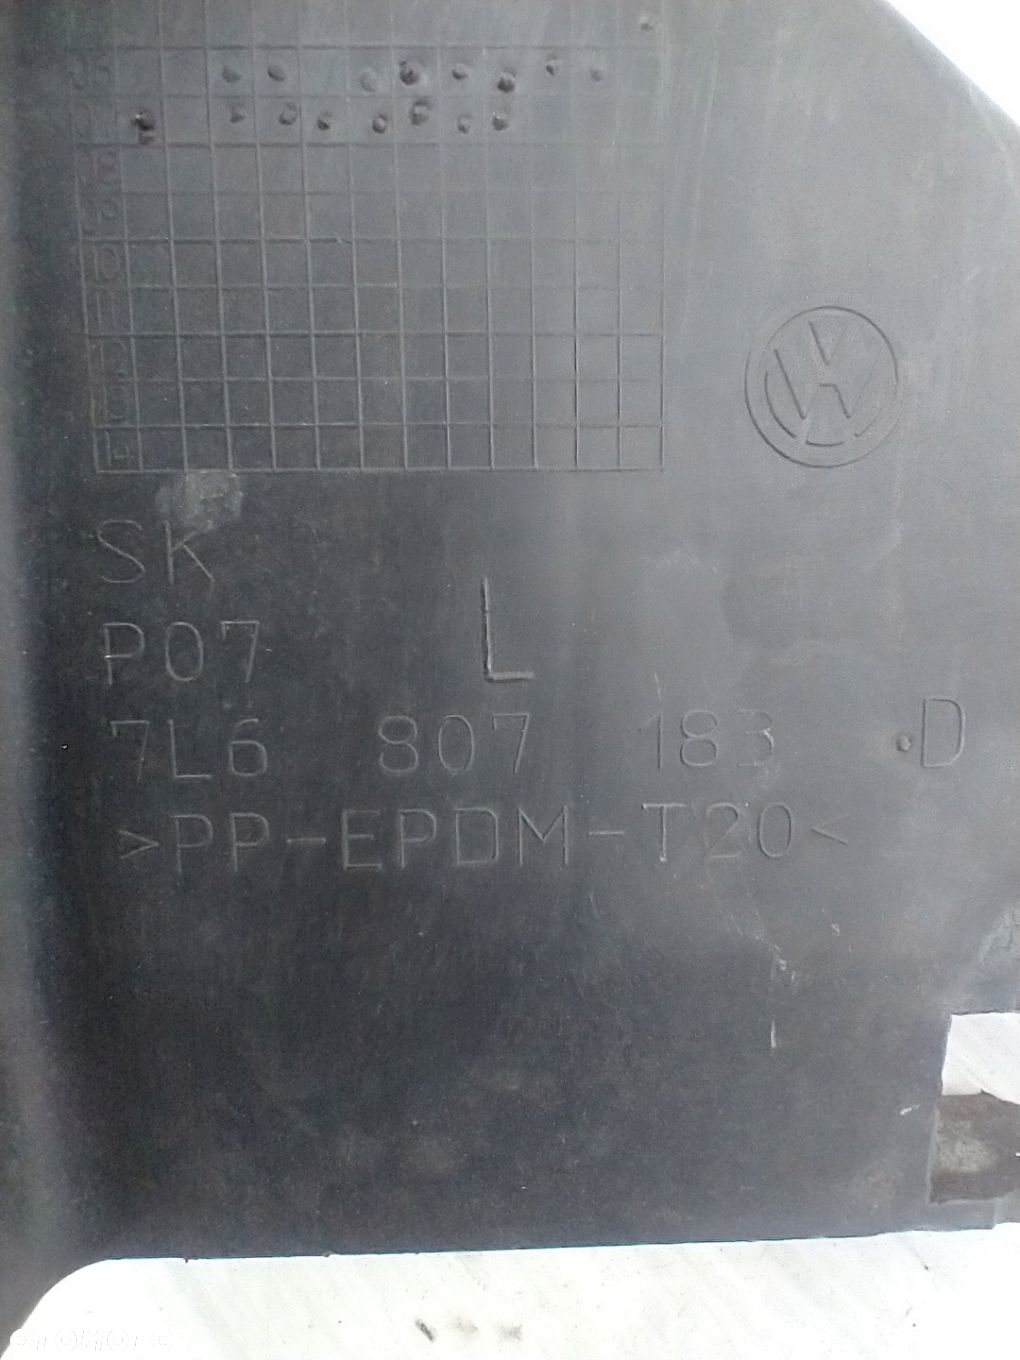 SK
P07
L
7L6 807 183 D
>PP-EPDM-T20<